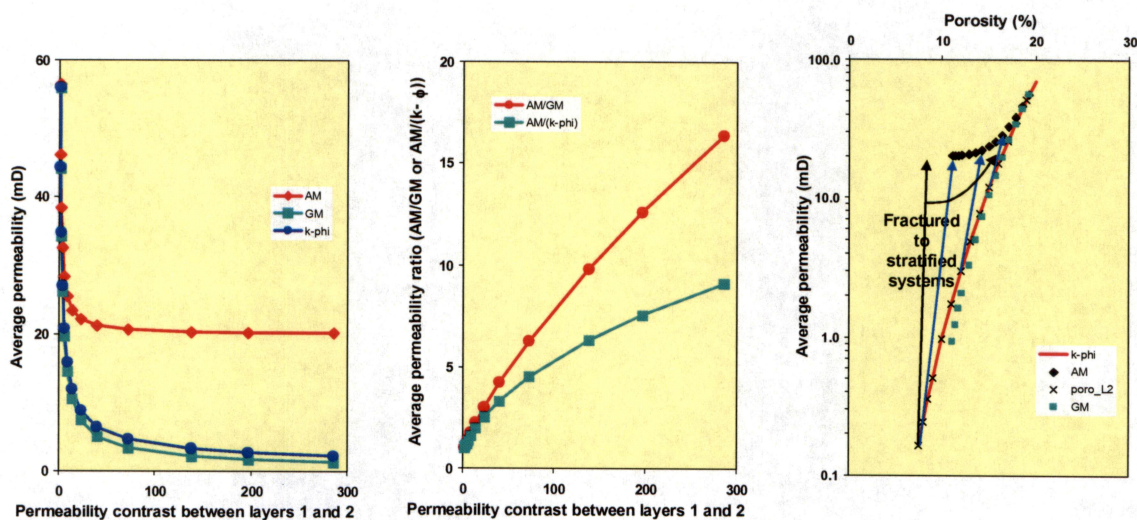 60
40
20
0
0 100 200 300
Average permeability (mD)
Permeability contrast between layers 1 and 2
AM
GM
k-phi
20
15
10
5
0
0 100 200 300
Average permeability ratio (AM/GM or AM/(k- ϕ)
Permeability contrast between layers 1 and 2
AM/GM
AM/(k-phi)
Porosity (%)
0 10 20 30
100.0
10.0
1.0
0.1
Average permeability (mD)
Fractured
to
stratified
systems
k-phi
AM
poro_L2
GM